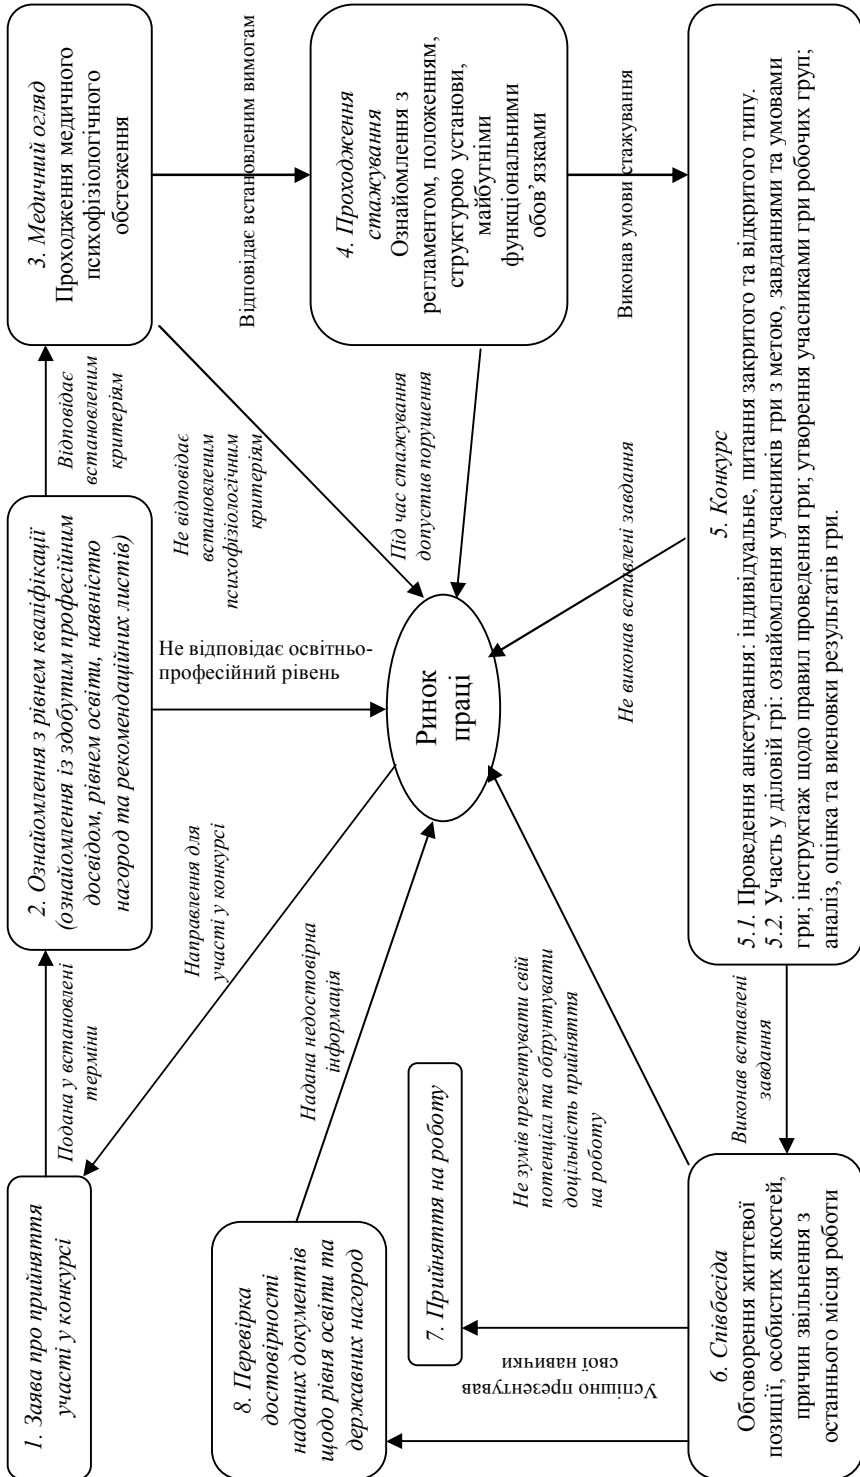 1. Заява про прийняття
участі у конкурсі
Подана у встановлені
терміни
2. Ознайомлення з рівнем кваліфікації
(ознайомлення із здобутим професійним
досвідом, рівнем освіти, наявністю
нагород та рекомендаційних листів)
Відповідає
встановленим
критеріям
3. Медичний огляд
Проходження медичного
психофізіологічного
обстеження
Направлення для
участі у конкурсі
Не відповідає освітньо-
професійний рівень
Не відповідає
встановленим
психофізіологічним
критеріям
Відповідає встановленим вимогам
8. Перевірка
достовірності
наданих документів
щодо рівня освіти та
державних нагород
Надана недостовірна
інформація
Ринок
праці
Під час стажування
допустив порушення
4. Проходження
стажування
Ознайомлення з
регламентом, положенням,
структурою установи,
майбутніми
функціональними
обов’язками
7. Прийняття на роботу
Успішно презентував
свої навички
Не зумів презентувати свій
потенціал та обґрунтувати
доцільність прийняття
на роботу
Не виконав вставлені завдання
Виконав умови стажування
6. Співбесіда
Обговорення життєвої
позиції, особистих якостей,
причин звільнення з
останнього місця роботи
Виконав вставлені
завдання
5. Конкурс
5.1. Проведення анкетування: індивідуальне, питання закритого та відкритого типу.
5.2. Участь у діловій грі: ознайомлення учасників гри з метою, завданнями та умовами
гри; інструктаж щодо правил проведення гри; утворення учасниками гри робочих груп;
аналіз, оцінка та висновки результатів гри.